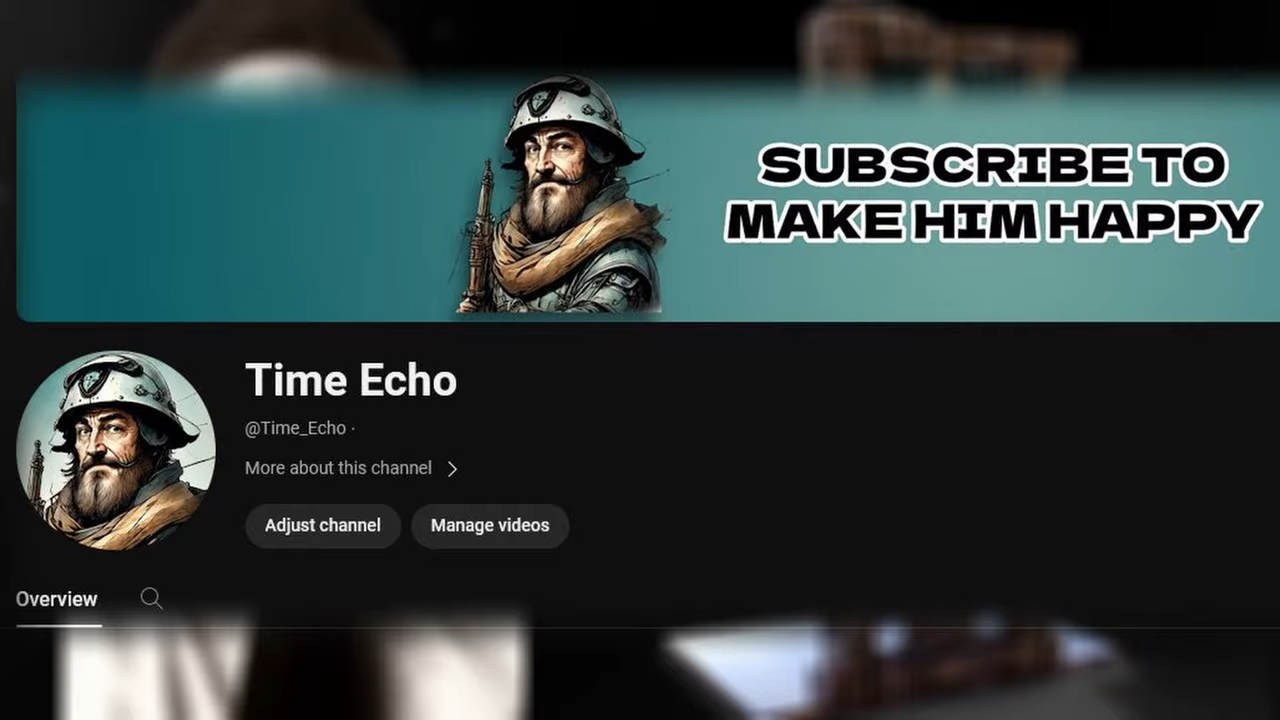 SUBSCRIBE TO
MAKE HIM HAPPY
Time Echo
@Time_Echo ·
More about this channel
Adjust channel
Manage videos
Overview